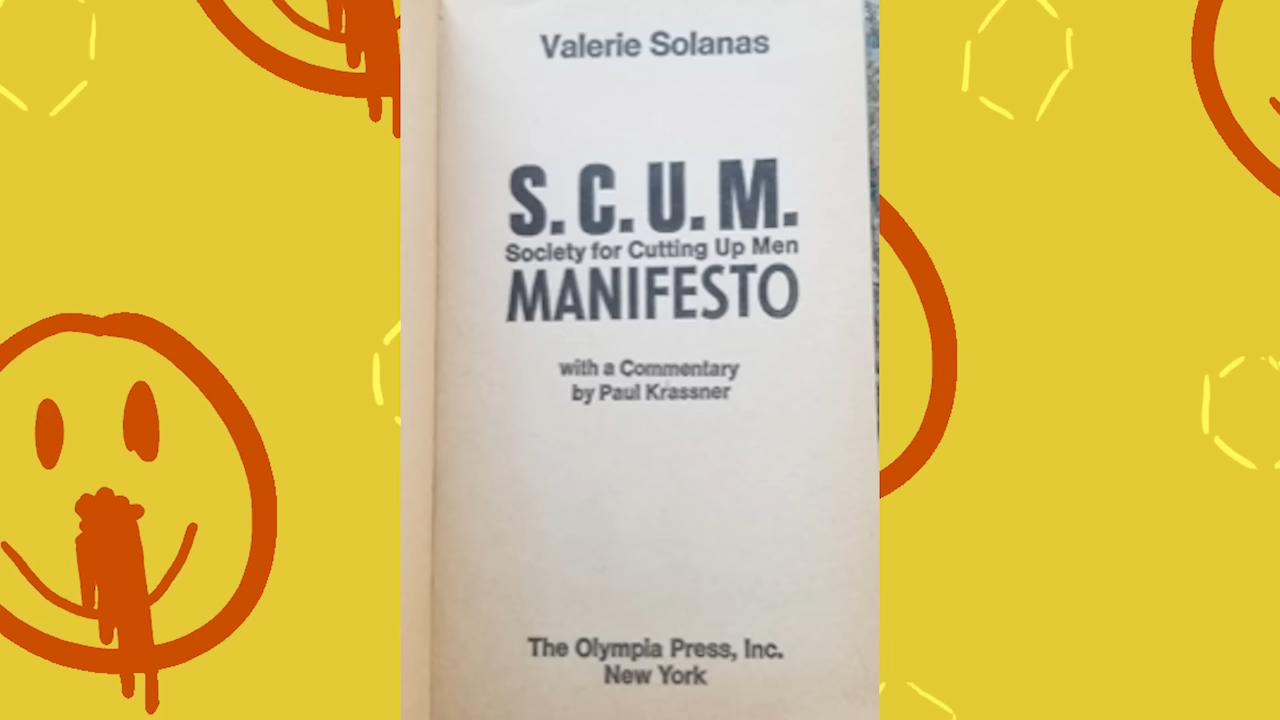 Valerie Solanas
S. C. U. M.
Society for Cutting Up Men
MANIFESTO
with a Commentary
by Paul Krassner
The Olympia Press, Inc.
New York